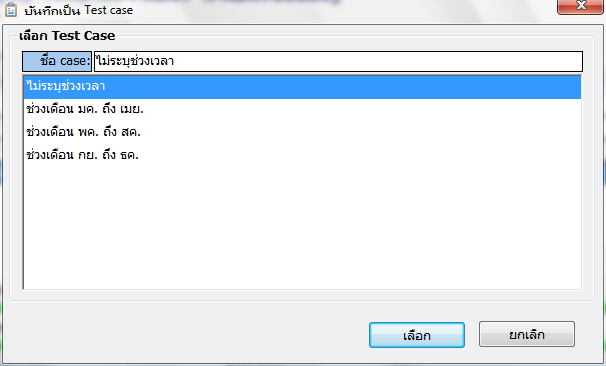 บันทึกเป็น Test case
เลือก Test Case
ชื่อ case:
ไม่ระบุช่วงเวลา
ไม่ระบุช่วงเวลา
ช่วงเดือน มค. ถึง เมย.
ช่วงเดือน พค. ถึง สค.
ช่วงเดือน กย. ถึง ธค.
เลือก
ยกเลิก